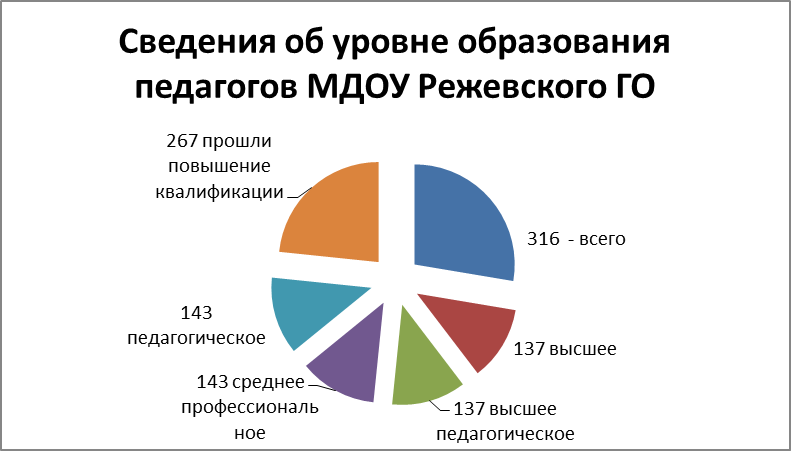 Сведения об уровне образования
педагогов МДОУ Режевского ГО
267 прошли
повышение
квалификации
316 - всего
143
педагогическое
137 высшее
143 среднее
профессиональ
ное
137 высшее
педагогическое